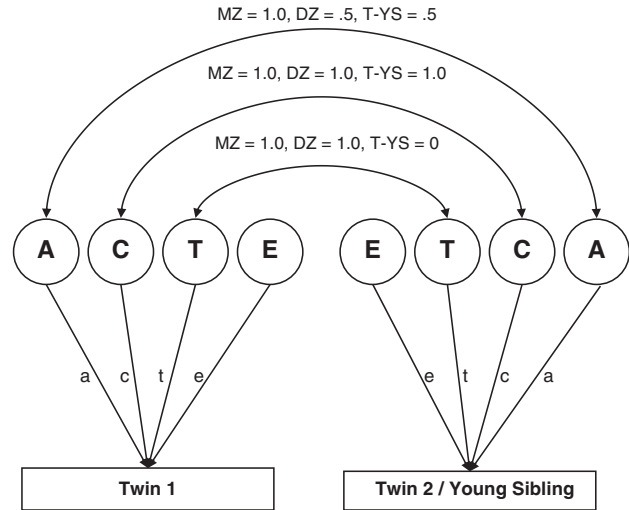 MZ = 1.0, DZ = .5, T-YS = .5
MZ = 1.0, DZ = 1.0, T-YS = 1.0
MZ = 1.0, DZ = 1.0, T-YS = 0
A C T E E T C A
a c t e e t c a
Twin 1 Twin 2 / Young Sibling